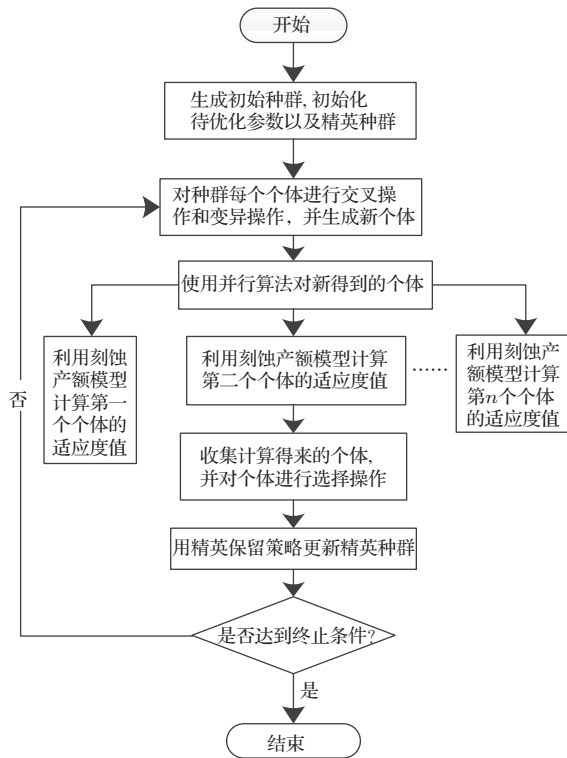 开始
生成初始种群, 初始化
待优化参数以及精英种群
对种群每个个体进行交叉操
作和变异操作，并生成新个体
使用并行算法对新得到的个体
利用刻蚀
产额模型
计算第一
个个体的
适应度值
利用刻蚀产额模型计算
第二个个体的适应度值
······
利用刻蚀产
额模型计算
第n个个体
的适应度值
否
收集计算得来的个体,
并对个体进行选择操作
用精英保留策略更新精英种群
是否达到终止条件?
是
结束